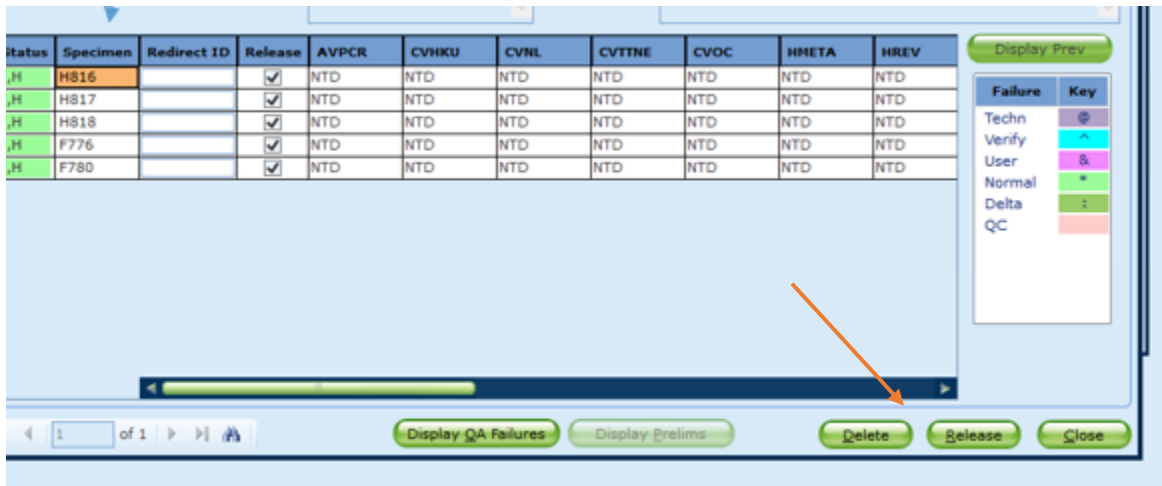 Status Specimen Redirect ID Release AVPCR CVHKU CVNL CVTTNE CVOC HMETA HREV
,H H816 NTD NTD NTD NTD NTD NTD NTD
,H H817 NTD NTD NTD NTD NTD NTD NTD
,H H818 NTD NTD NTD NTD NTD NTD NTD
,H F776 NTD NTD NTD NTD NTD NTD NTD
,H F780 NTD NTD NTD NTD NTD NTD NTD
Display Prev
Failure Key
Techn @
Verify ^
User &
Normal *
Delta :
QC
1 of 1
Display QA Failures
Display Prelims
Delete
Release
Close